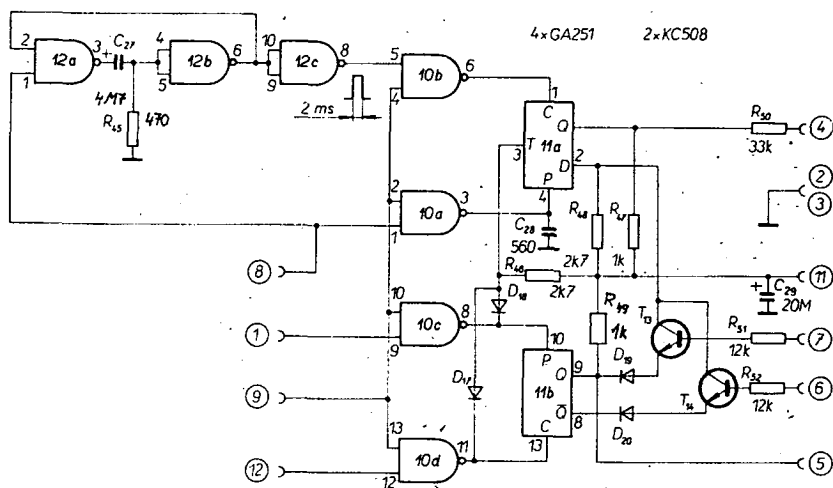 4xGA251 2xKC508
2
1
12a
3
+
C27
4M7
R45
470
4
5
12b
6
10
9
12c
8
2 ms
5
4
10b
6
1
C
Q
T
3
11a
2
D
P
4
R50
33k
4
2
3
2
1
10a
3
C28
560
R48
R47
1k
2k7
R46
2k7
11
+
C29
20M
8
10
9
10c
8
D18
R49
1k
T13
R51
12k
7
1
D17
10
P
Q
9
11b
Q
8
C
13
D19
D20
T14
R52
12k
6
9
13
12
10d
11
12
5